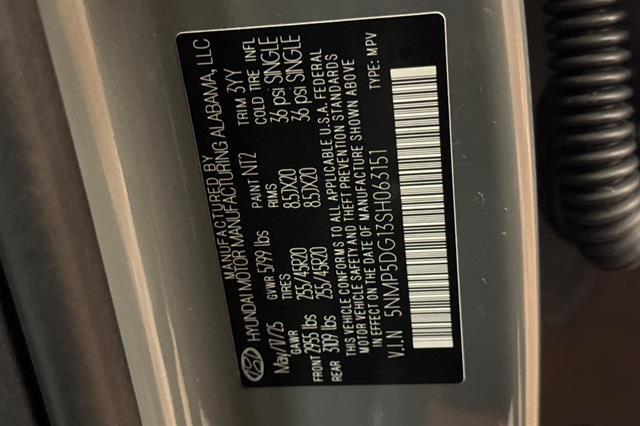 MANUFACTURED BY
HYUNDAI MOTOR MANUFACTURING ALABAMA, LLC
May/17/25 GVWR 5799 lbs PAINT NT2 TRIM 3YY
GAWR TIRES RIMS COLD TIRE INFL
FRONT 2955 lbs 255/45R20 8.5JX20 36 psi SINGLE
REAR 3109 lbs 255/45R20 8.5JX20 36 psi SINGLE
THIS VEHICLE CONFORMS TO ALL APPLICABLE U.S.A. FEDERAL
MOTOR VEHICLE SAFETY AND THEFT PREVENTION STANDARDS
IN EFFECT ON THE DATE OF MANUFACTURE SHOWN ABOVE
V.I.N 5NMP5DG13SH063151 TYPE: MPV